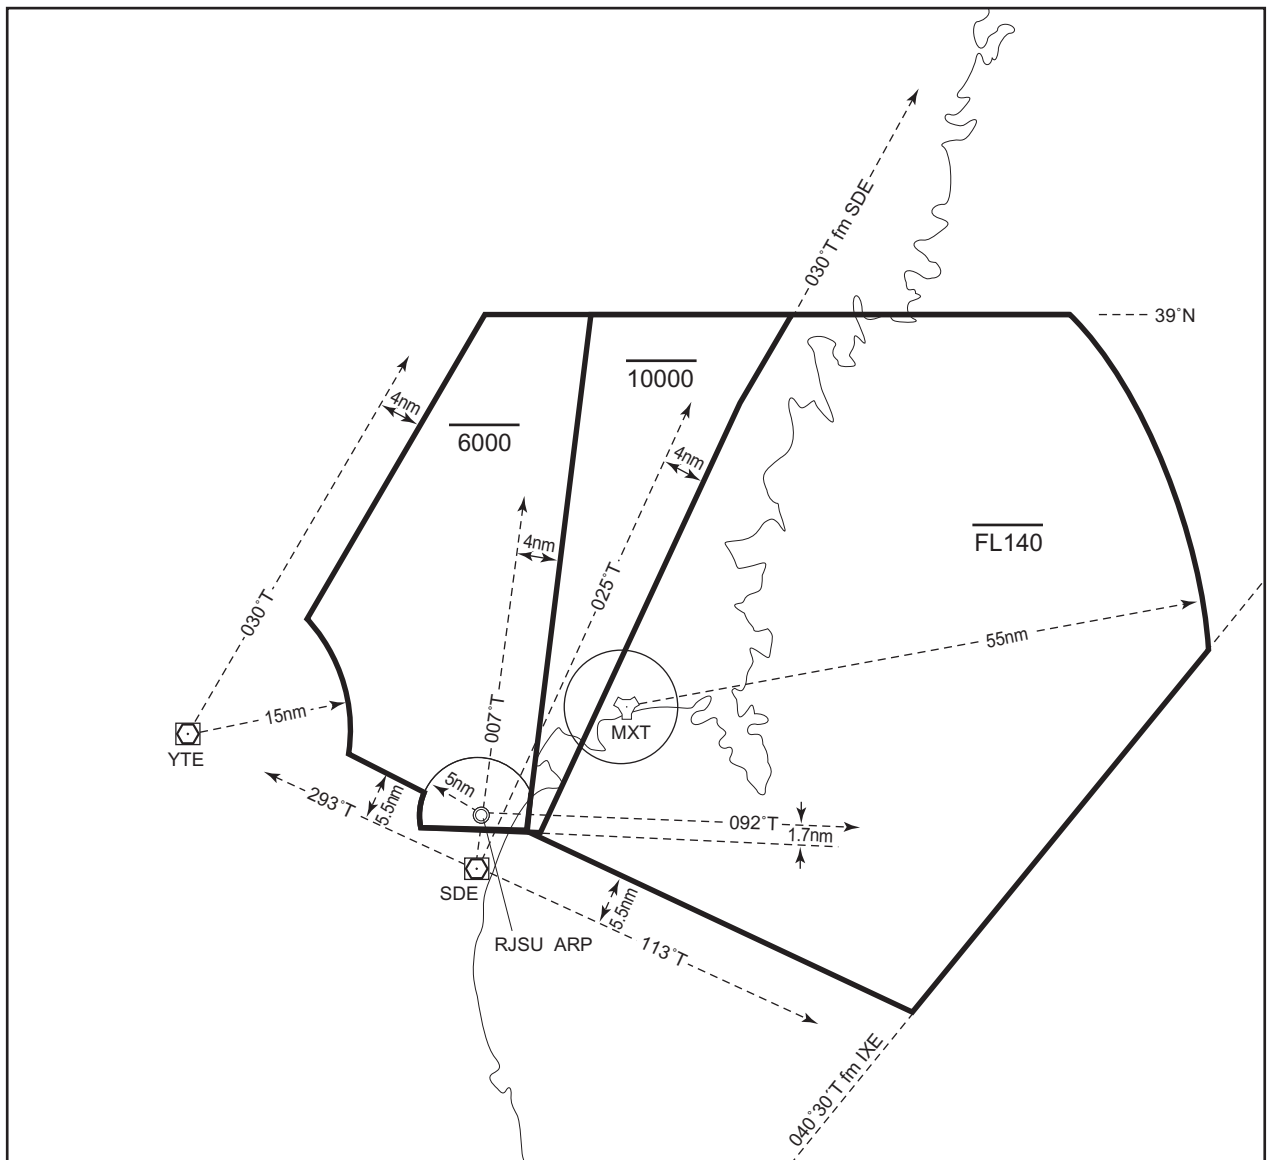 030˚T fm SDE
39˚N
10000
4nm
6000
4nm
4nm
FL140
025˚T
030˚T
55nm
007˚T
15nm
MXT
YTE
5nm
293˚T
5.5nm
092˚T
1.7nm
SDE
5.5nm
RJSU ARP
113˚T
040˚30´T fm IXE